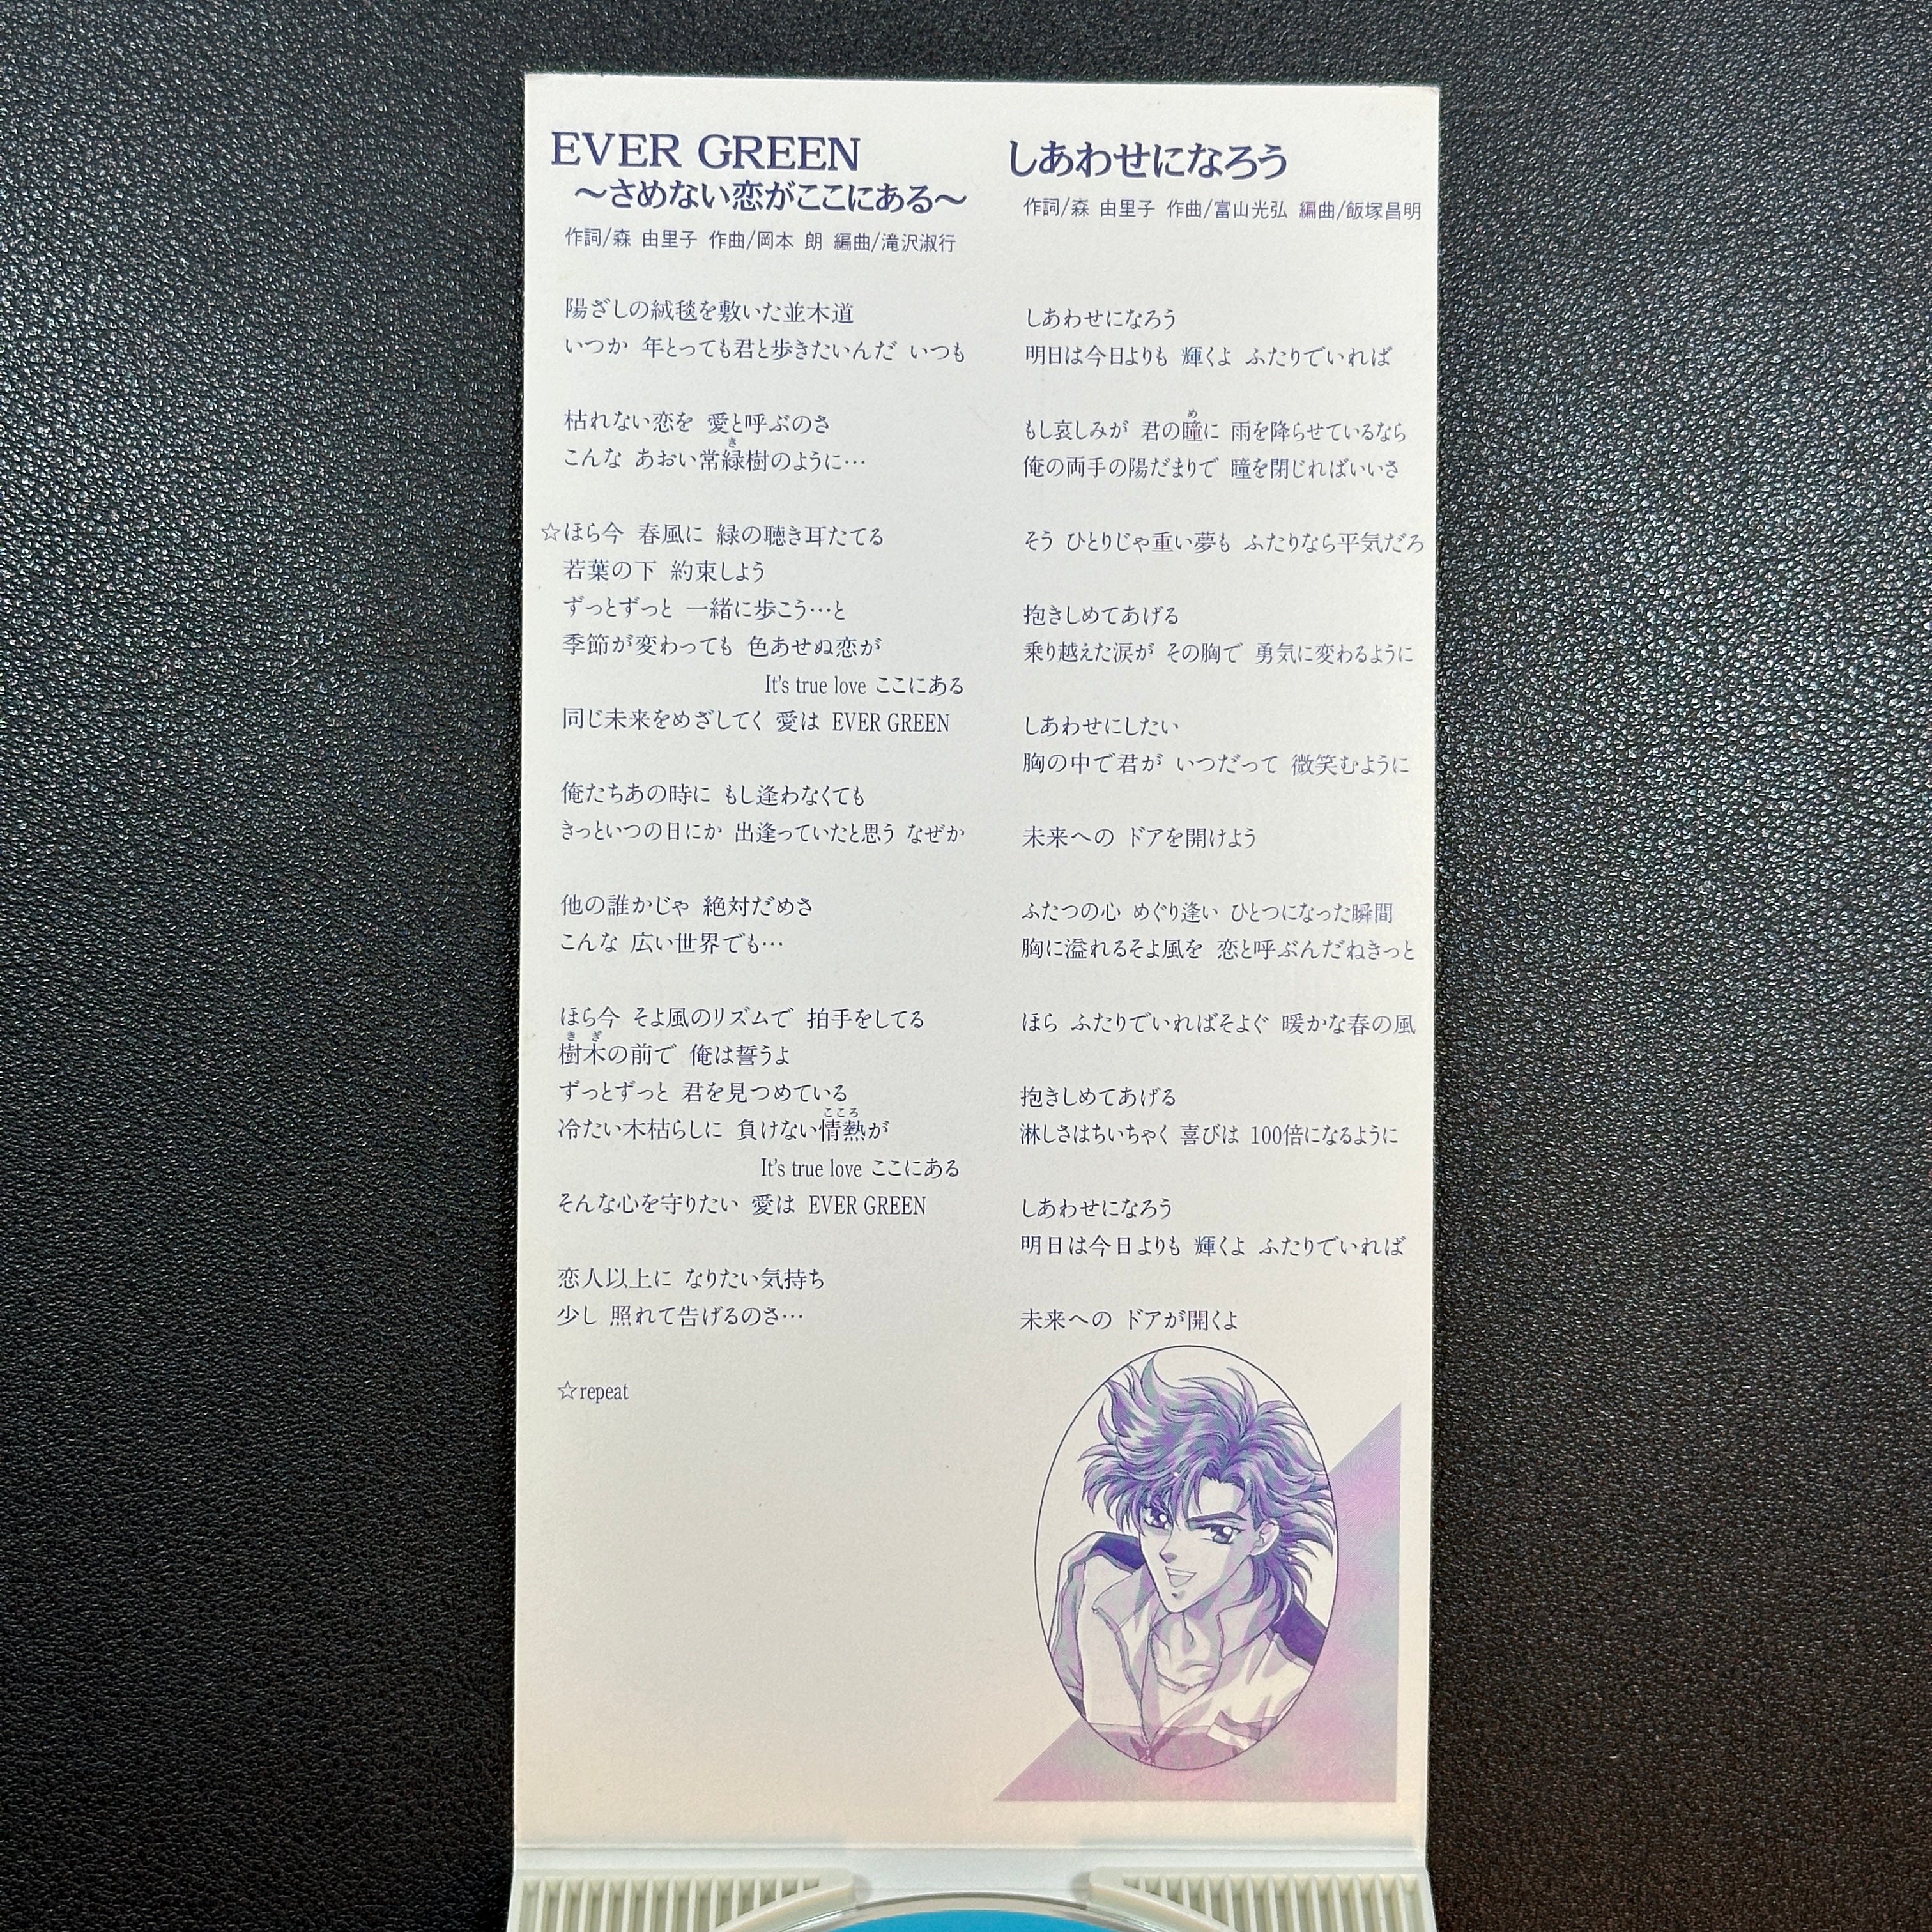 EVER GREEN
～さめない恋がここにある～
作詞/森 由里子 作曲/岡本 朗 編曲/滝沢淑行
陽ざしの絨毯を敷いた並木道
いつか 年とっても君と歩きたいんだ いつも
枯れない恋を 愛と呼ぶのさ
き
こんな あおい常緑樹のように…
☆ほら今 春風に 緑の聴き耳たてる
若葉の下 約束しよう
ずっとずっと 一緒に歩こう…と
季節が変わっても 色あせぬ恋が
It's true love ここにある
同じ未来をめざしてく 愛は EVER GREEN
俺たちあの時に もし逢わなくても
きっといつの日にか 出逢っていたと思う なぜか
他の誰かじゃ 絶対だめさ
こんな 広い世界でも…
ほら今 そよ風のリズムで 拍手をしてる
き ぎ
樹木の前で 俺は誓うよ
ずっとずっと 君を見つめている
こころ
冷たい木枯らしに 負けない情熱が
It's true love ここにある
そんな心を守りたい 愛は EVER GREEN
恋人以上に なりたい気持ち
少し 照れて告げるのさ…
☆repeat
しあわせになろう
作詞/森 由里子 作曲/富山光弘 編曲/飯塚昌明
しあわせになろう
明日は今日よりも 輝くよ ふたりでいれば
め
もし哀しみが 君の瞳に 雨を降らせているなら
俺の両手の陽だまりで 瞳を閉じればいいさ
そう ひとりじゃ重い夢も ふたりなら平気だろ
抱きしめてあげる
乗り越えた涙が その胸で 勇気に変わるように
しあわせにしたい
胸の中で君が いつだって 微笑むように
未来への ドアを開けよう
ふたつの心 めぐり逢い ひとつになった瞬間
胸に溢れるそよ風を 恋と呼ぶんだねきっと
ほら ふたりでいればそよぐ 暖かな春の風
抱きしめてあげる
淋しさはちいちゃく 喜びは 100倍になるように
しあわせになろう
明日は今日よりも 輝くよ ふたりでいれば
未来への ドアが開くよ